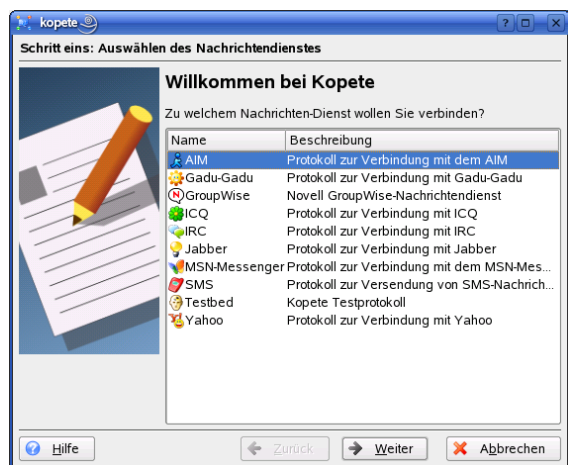 kopete
Schritt eins: Auswählen des Nachrichtendienstes
Willkommen bei Kopete
Zu welchem Nachrichten-Dienst wollen Sie verbinden?
Name Beschreibung
AIM Protokoll zur Verbindung mit dem AIM
Gadu-Gadu Protokoll zur Verbindung mit Gadu-Gadu
GroupWise Novell GroupWise-Nachrichtendienst
ICQ Protokoll zur Verbindung mit ICQ
IRC Protokoll zur Verbindung mit IRC
Jabber Protokoll zur Verbindung mit Jabber
MSN-Messenger Protokoll zur Verbindung mit dem MSN-Mes...
SMS Protokoll zur Versendung von SMS-Nachrich...
Testbed Kopete Testprotokoll
Yahoo Protokoll zur Verbindung mit Yahoo
Hilfe Zurück Weiter Abbrechen